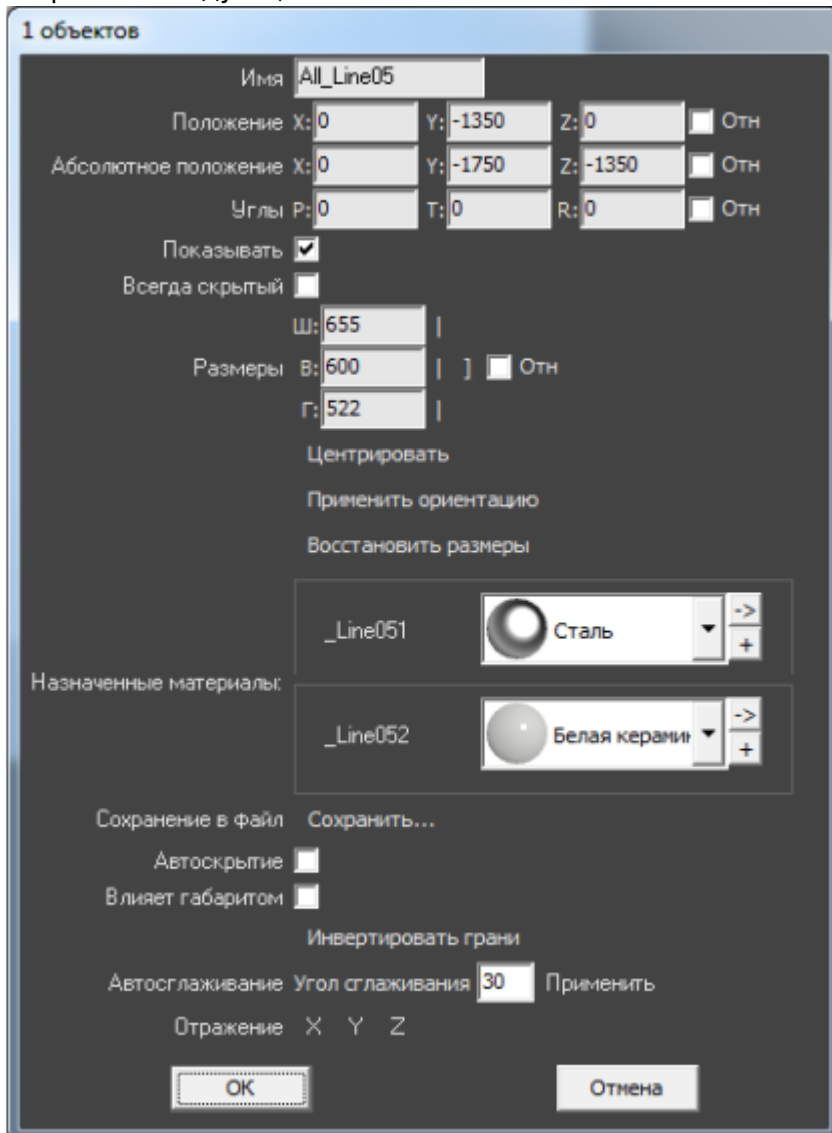 1 объектов
Имя All_Line05
Положение X: 0 Y: -1350 Z: 0 Отн
Абсолютное положение X: 0 Y: -1750 Z: -1350 Отн
Углы P: 0 T: 0 R: 0 Отн
Показывать
Всегда скрытый
Ш: 655 |
Размеры В: 600 | ] Отн
Г: 522 |
Центрировать
Применить ориентацию
Восстановить размеры
_Line051 Сталь ->
+
Назначенные материалы:
_Line052 Белая керами ->
+
Сохранение в файл Сохранить...
Автоскрытие
Влияет габаритом
Инвертировать грани
Автосглаживание Угол сглаживания 30 Применить
Отражение X Y Z
OK Отмена